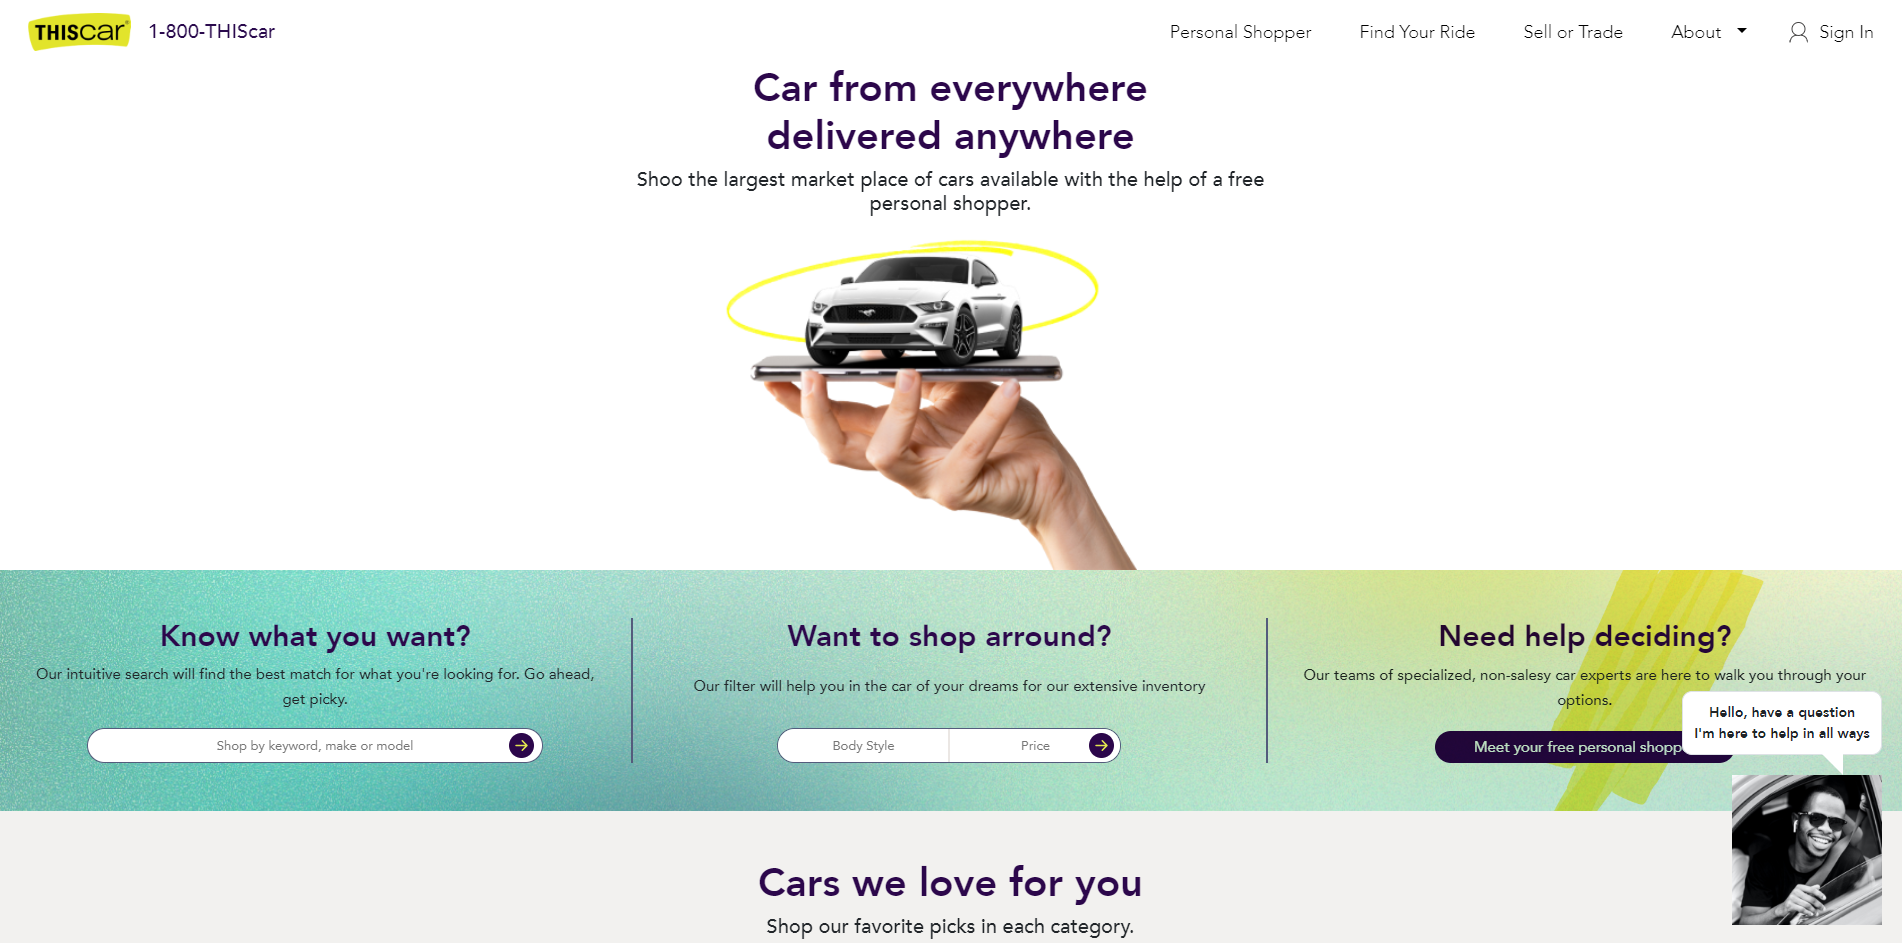 THIScar
1-800-THIScar
Personal Shopper
Find Your Ride
Sell or Trade
About
Sign In
Car from everywhere
delivered anywhere
Shoo the largest market place of cars available with the help of a free
personal shopper.
Know what you want?
Our intuitive search will find the best match for what you're looking for. Go ahead,
get picky.
Shop by keyword, make or model
Want to shop arround?
Our filter will help you in the car of your dreams for our extensive inventory
Body Style
Price
Need help deciding?
Our teams of specialized, non-salesy car experts are here to walk you through your
options.
Meet your free personal shopp
Hello, have a question
I'm here to help in all ways
Cars we love for you
Shop our favorite picks in each category.